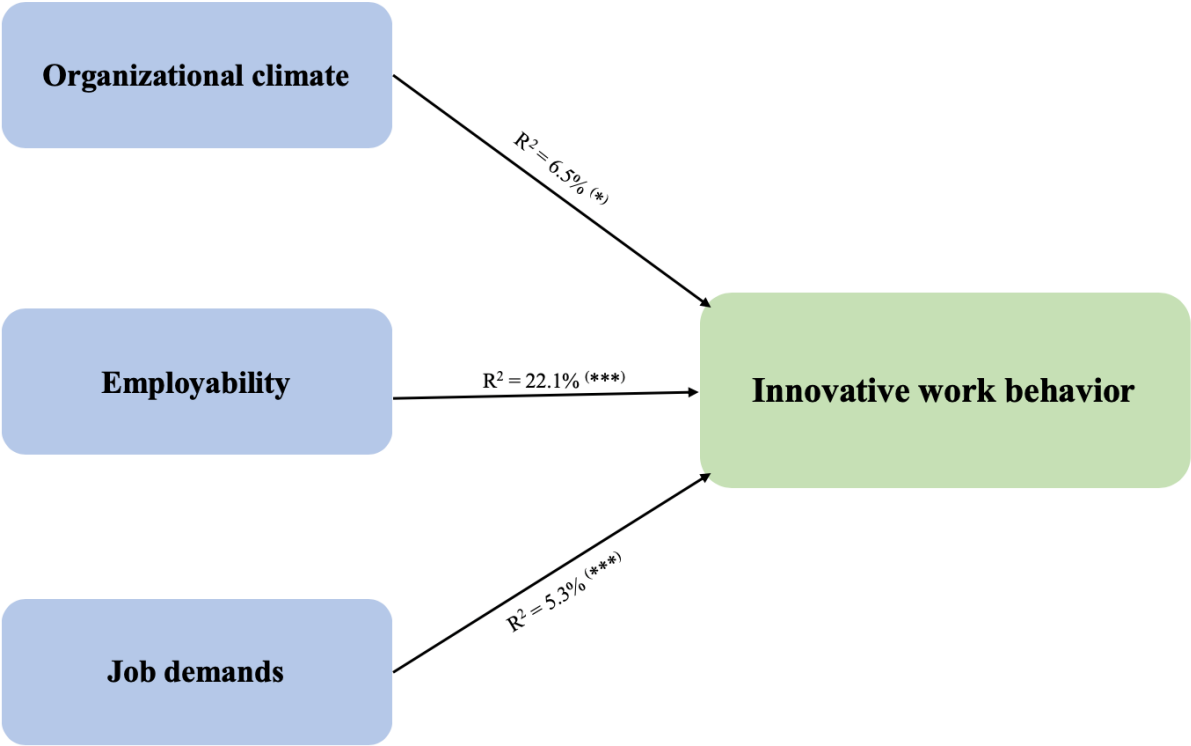 Organizational climate
R² = 6.5% (*)
Employability
R² = 22.1% (***)
Innovative work behavior
R² = 5.3% (***)
Job demands